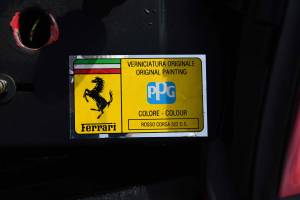 VERNICIATURA ORIGINALE
ORIGINAL PAINTING
PPG
COLORE - COLOUR
ROSSO CORSA 322 D.S.
Ferrari